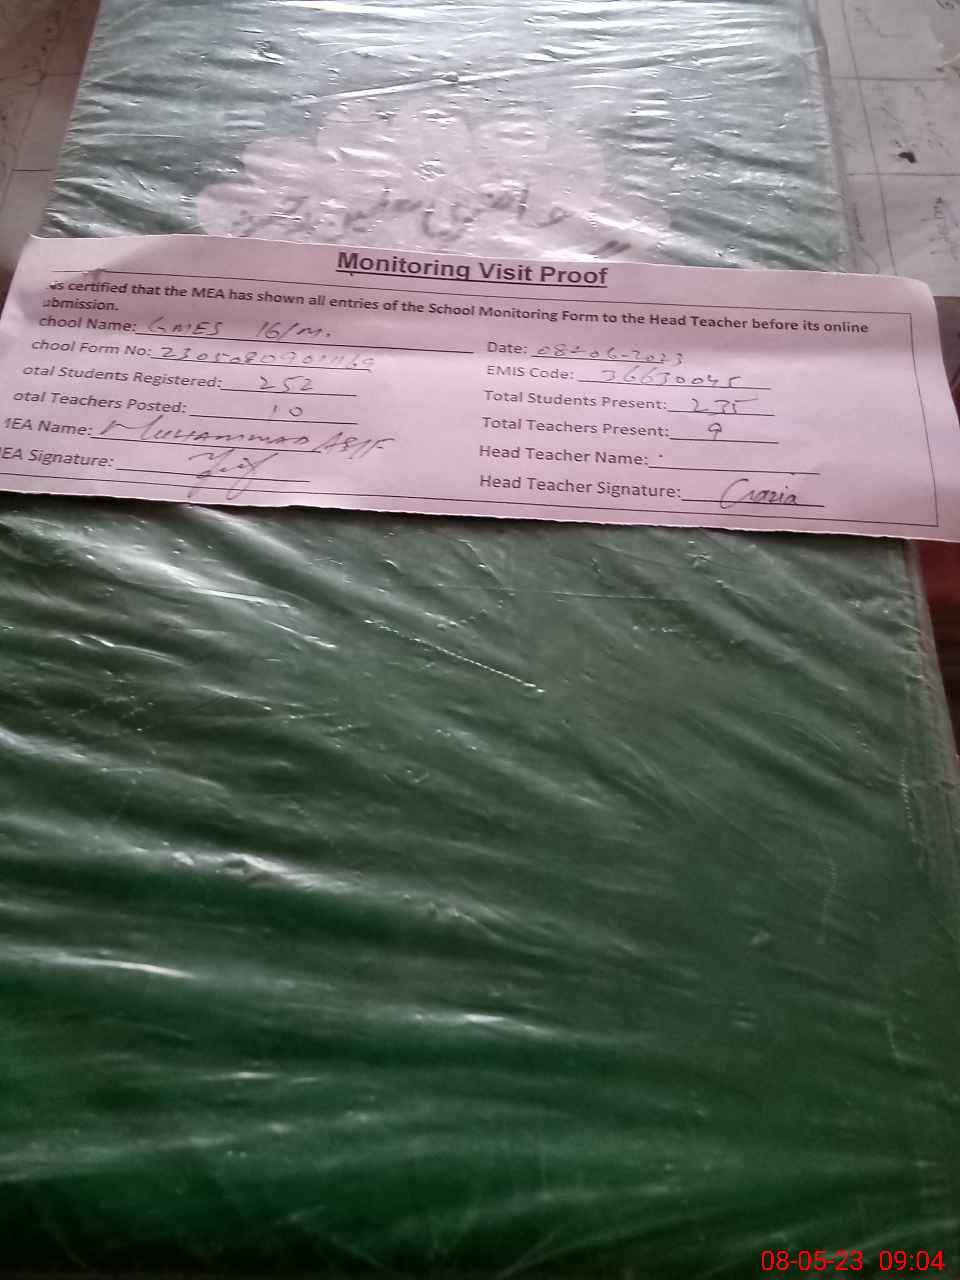 Monitoring Visit Proof
is certified that the MEA has shown all entries of the School Monitoring Form to the Head Teacher before its online
ubmission.
chool Name: GMES 16/M.
Date: 08-06-2023
chool Form No:
EMIS Code: 36630045
otal Students Registered: 252
Total Students Present: 235
otal Teachers Posted: 10
Total Teachers Present: 9
MEA Name: MUHAMMAD ASIF
Head Teacher Name:
EA Signature:
Head Teacher Signature:
08-05-23 09:04